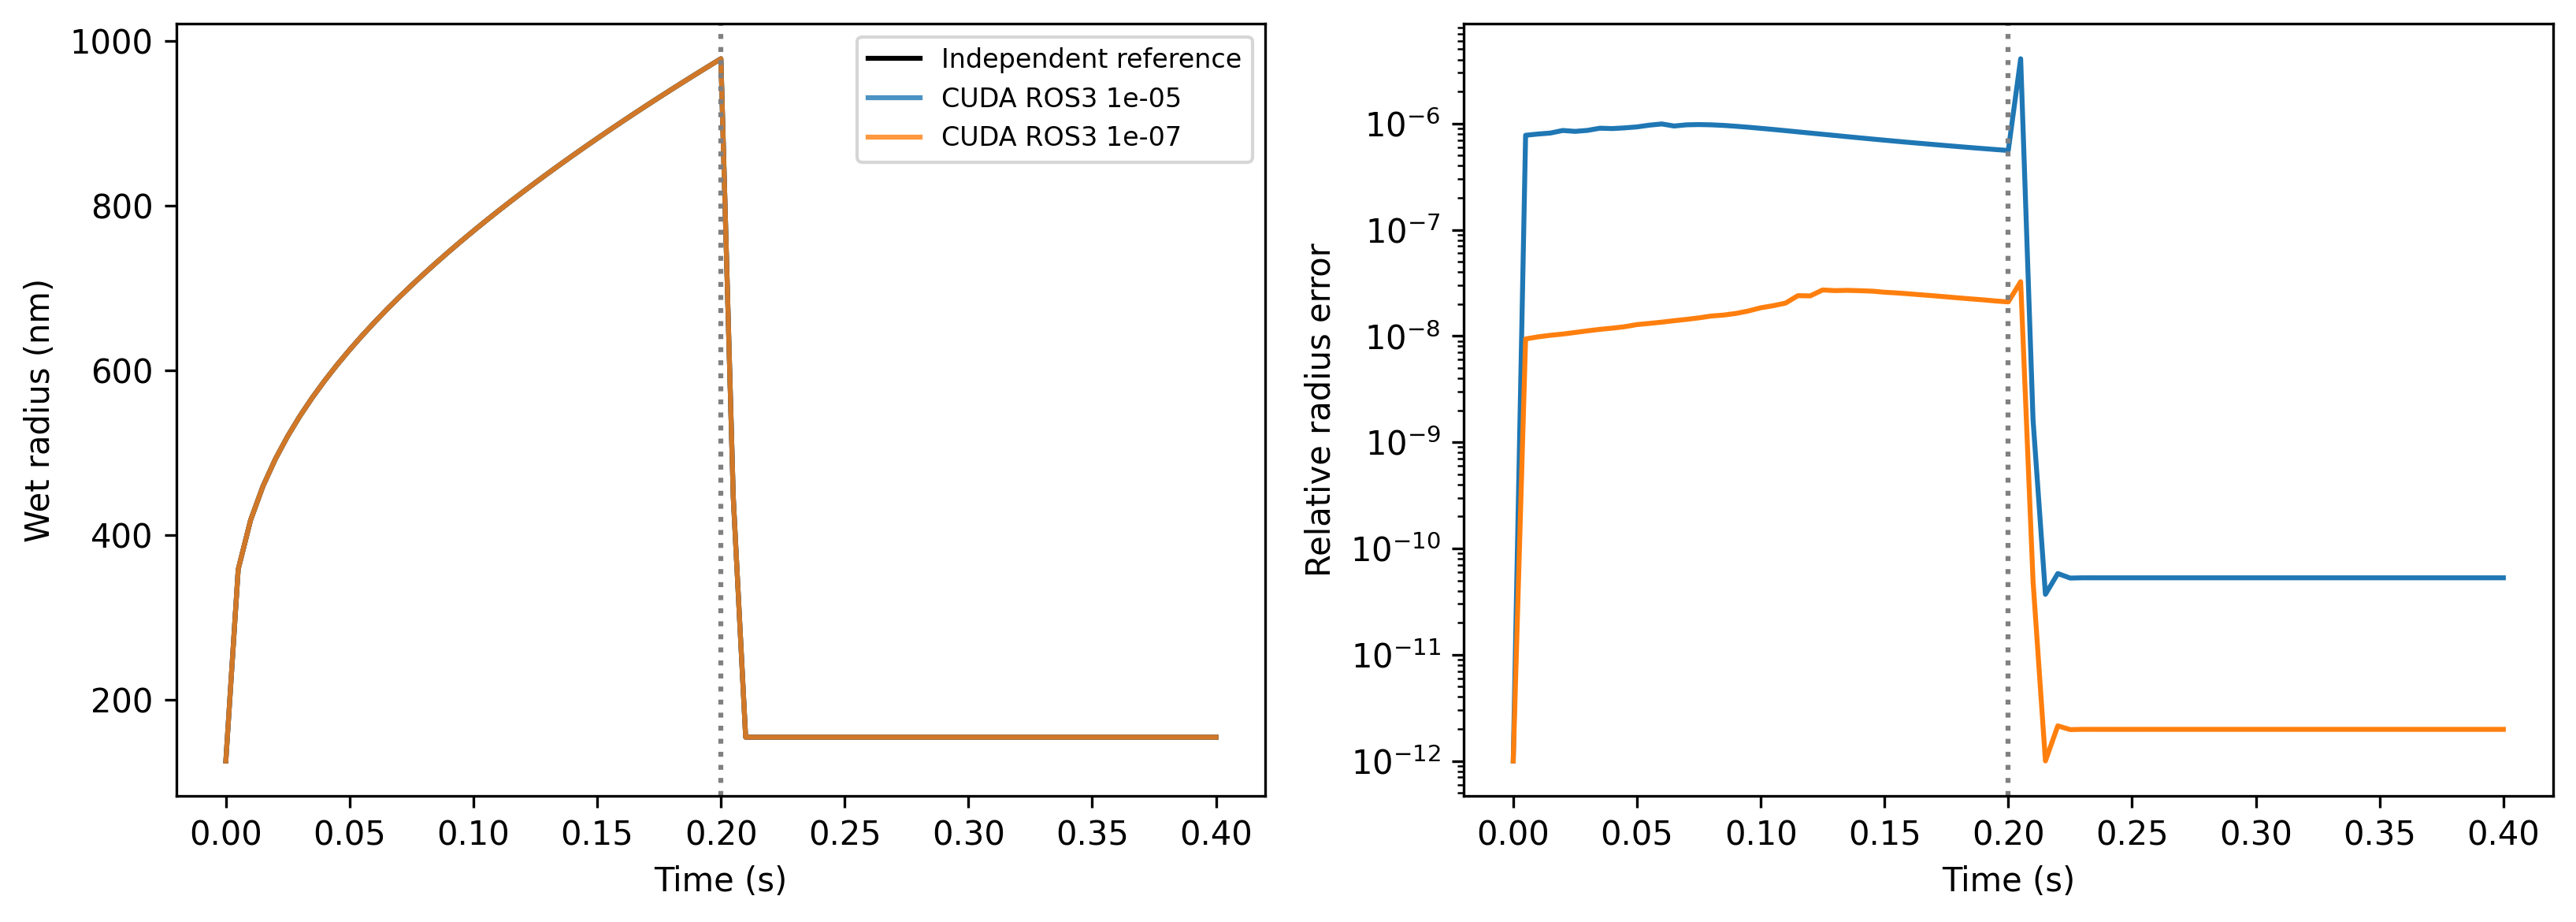 Wet radius (nm)
1000
800
600
400
200
0.00 0.05 0.10 0.15 0.20 0.25 0.30 0.35 0.40
Time (s)
Independent reference
CUDA ROS3 1e-05
CUDA ROS3 1e-07
Relative radius error
10⁻⁶
10⁻⁷
10⁻⁸
10⁻⁹
10⁻¹⁰
10⁻¹¹
10⁻¹²
0.00 0.05 0.10 0.15 0.20 0.25 0.30 0.35 0.40
Time (s)